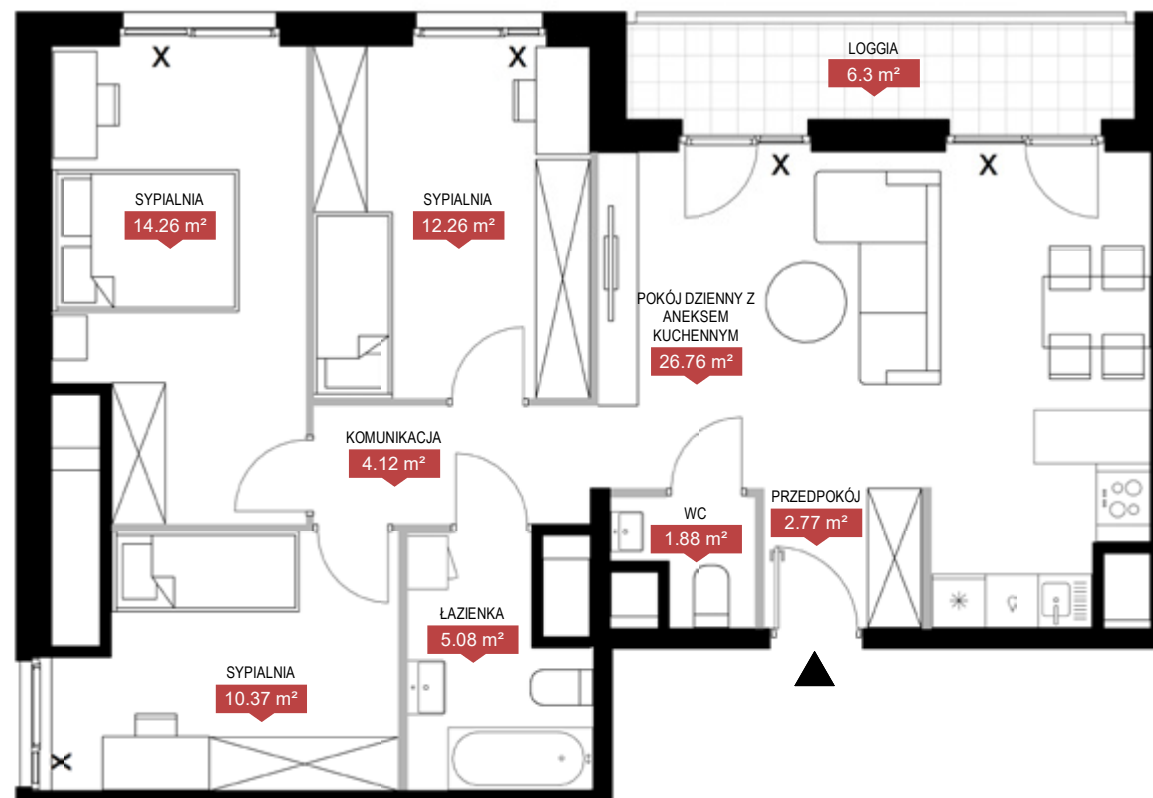 LOGGIA
6.3 m²
SYPIALNIA
14.26 m²
SYPIALNIA
12.26 m²
POKÓJ DZIENNY Z
ANEKSEM
KUCHENNYM
26.76 m²
KOMUNIKACJA
4.12 m²
WC
1.88 m²
PRZEDPOKÓJ
2.77 m²
ŁAZIENKA
5.08 m²
SYPIALNIA
10.37 m²
X
X
X
X
X